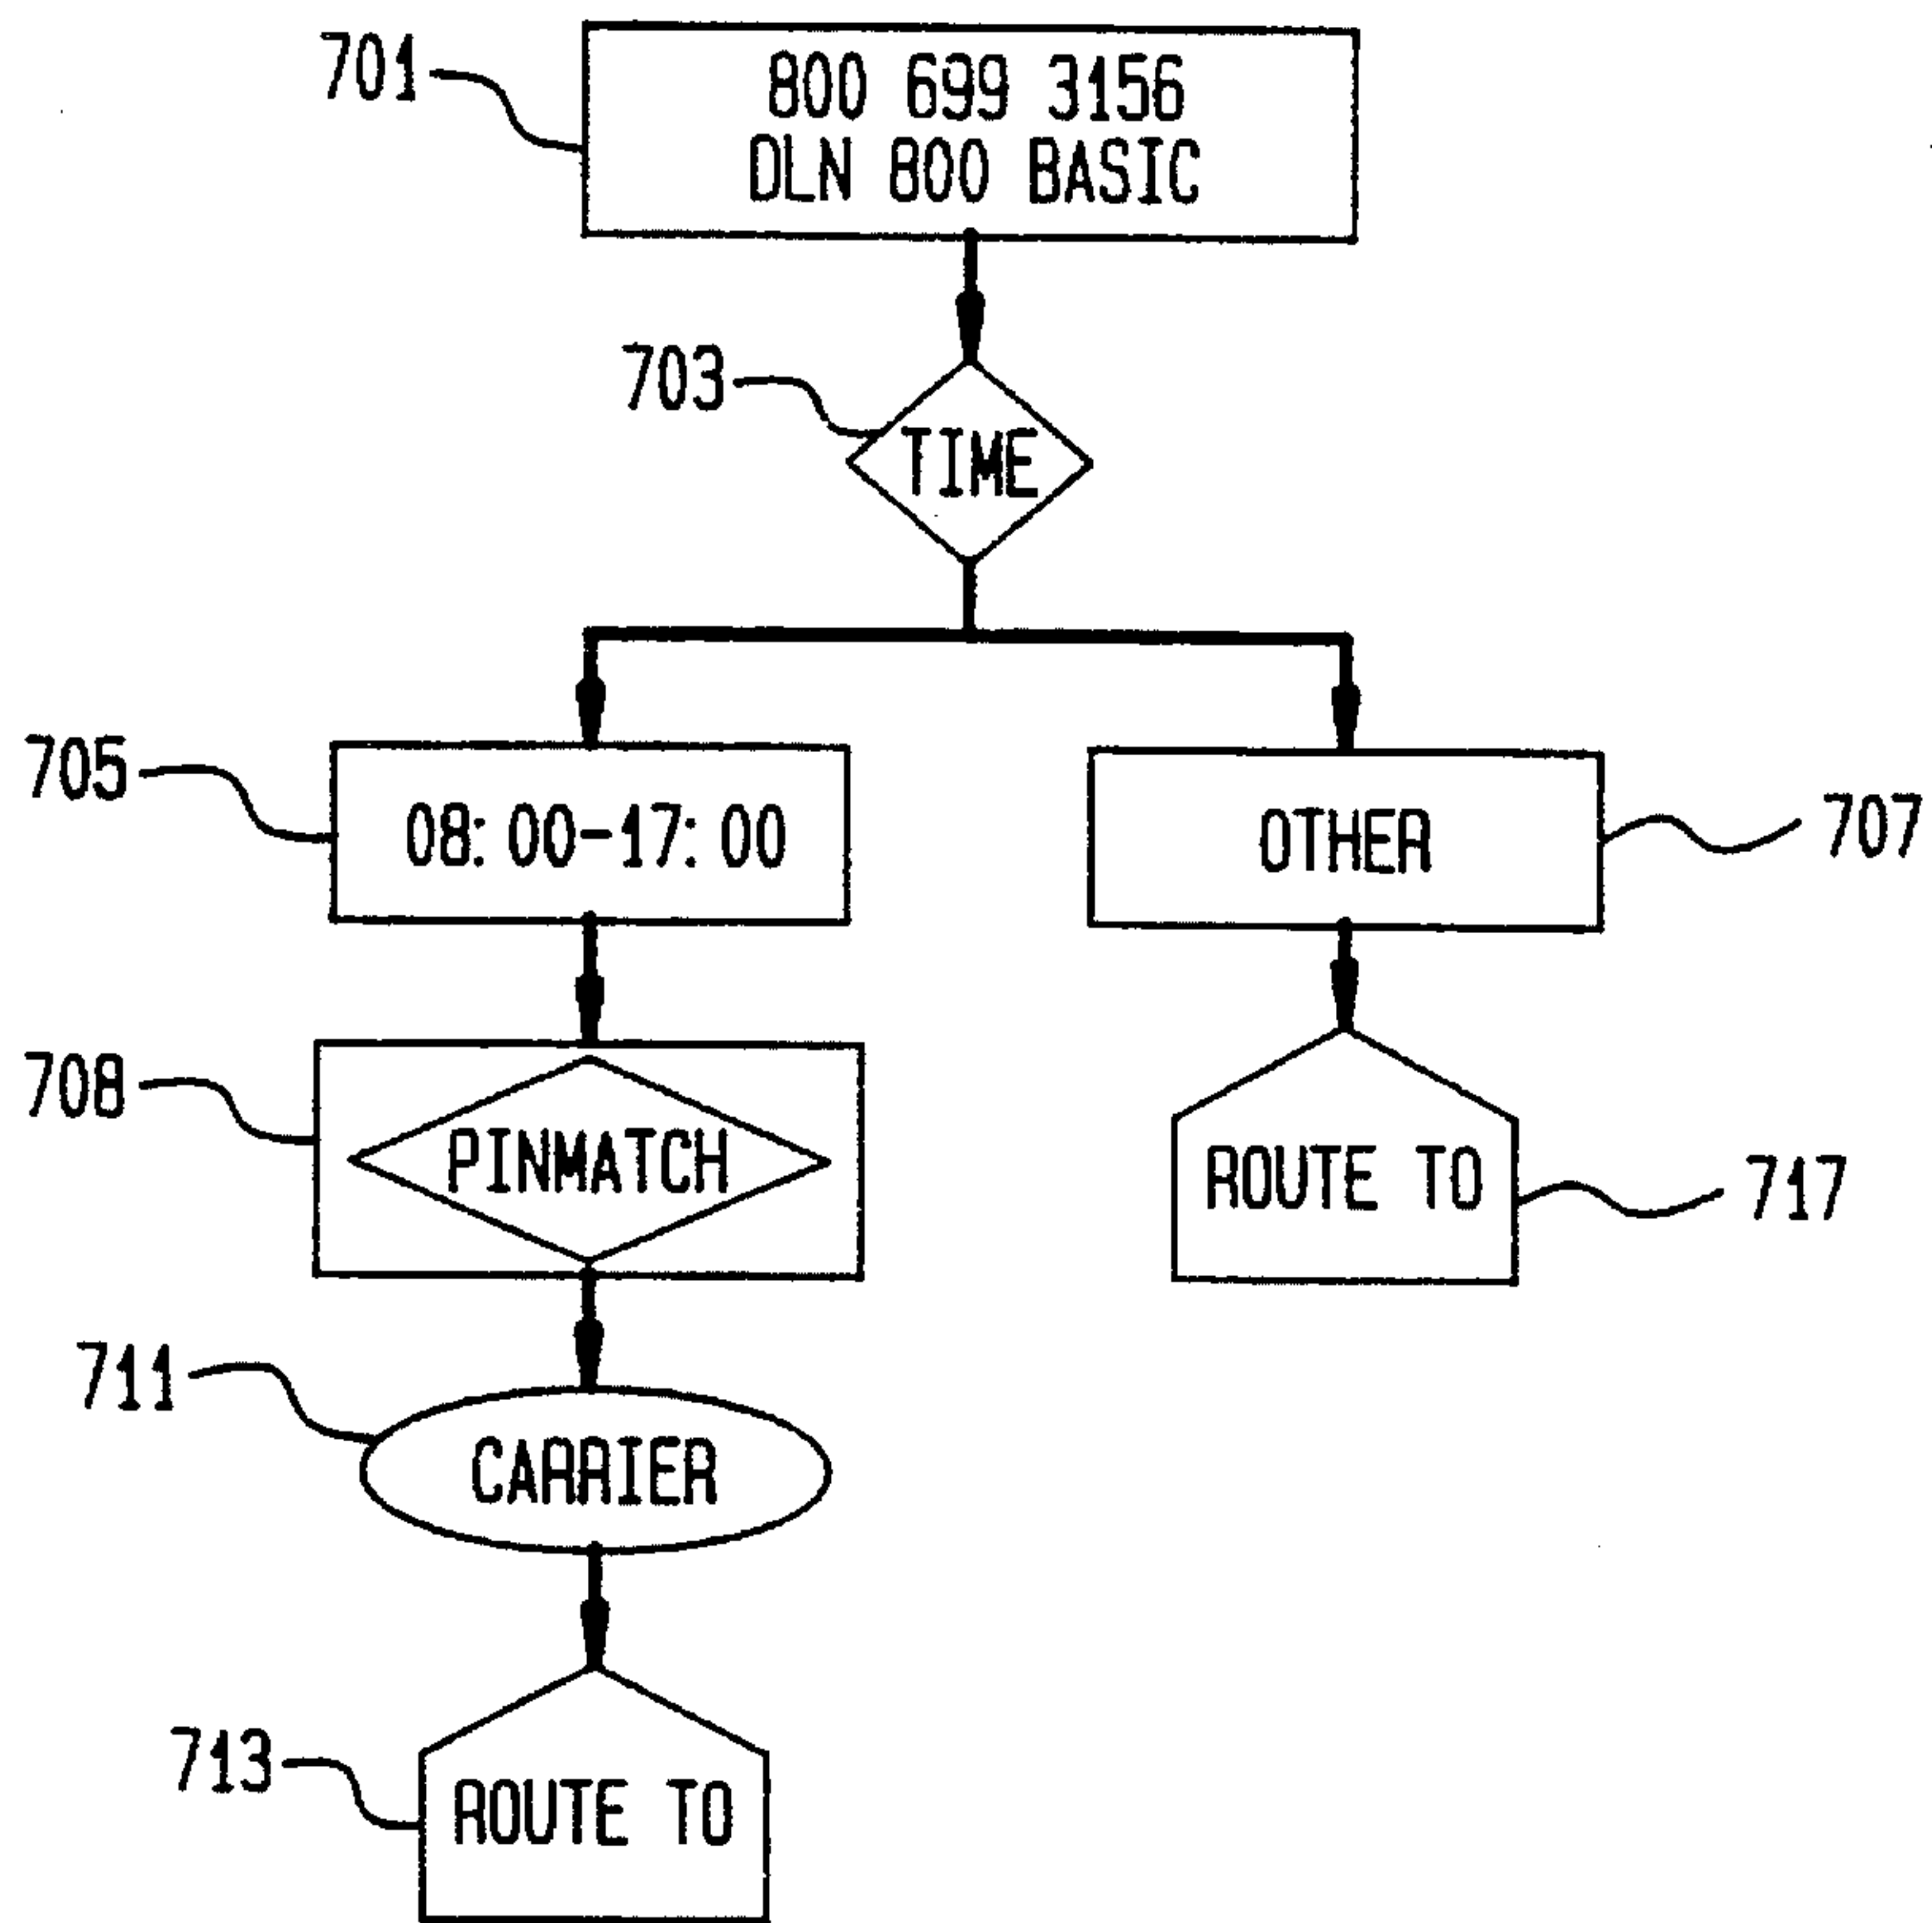 701
800 699 3156
DLN 800 BASIC
703
TIME
705
08:00-17:00
OTHER
707
708
PINMATCH
ROUTE TO
717
711
CARRIER
713
ROUTE TO